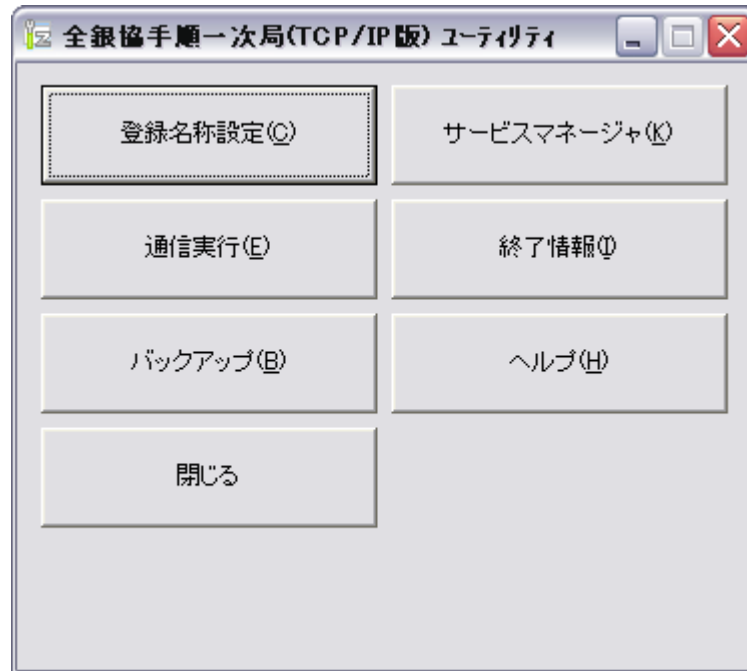 全銀協手順一次局(TCP/IP版) ユーティリティ
登録名称設定(C)
サービスマネージャ(K)
通信実行(E)
終了情報(I)
バックアップ(B)
ヘルプ(H)
閉じる